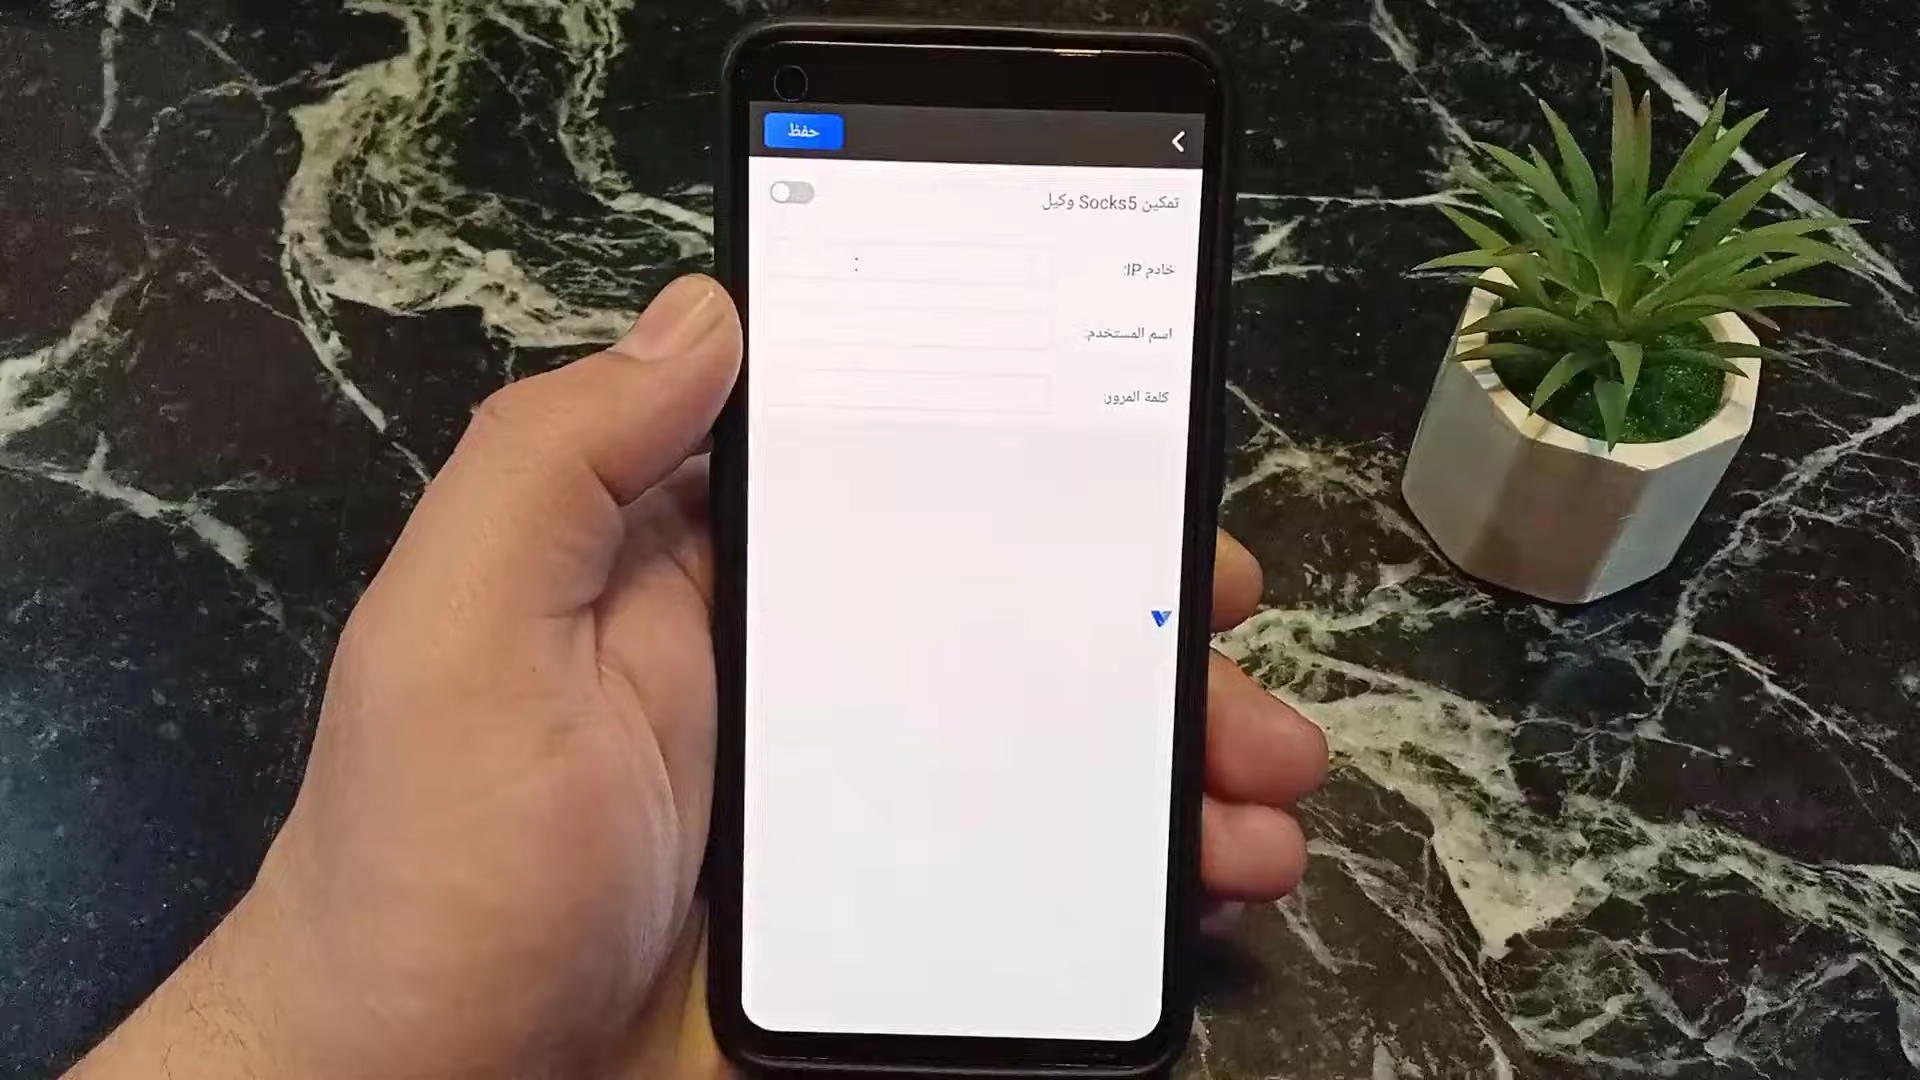 حفظ
تمكين Socks5 وكيل
خادم IP:
:
اسم المستخدم:
كلمة المرور: